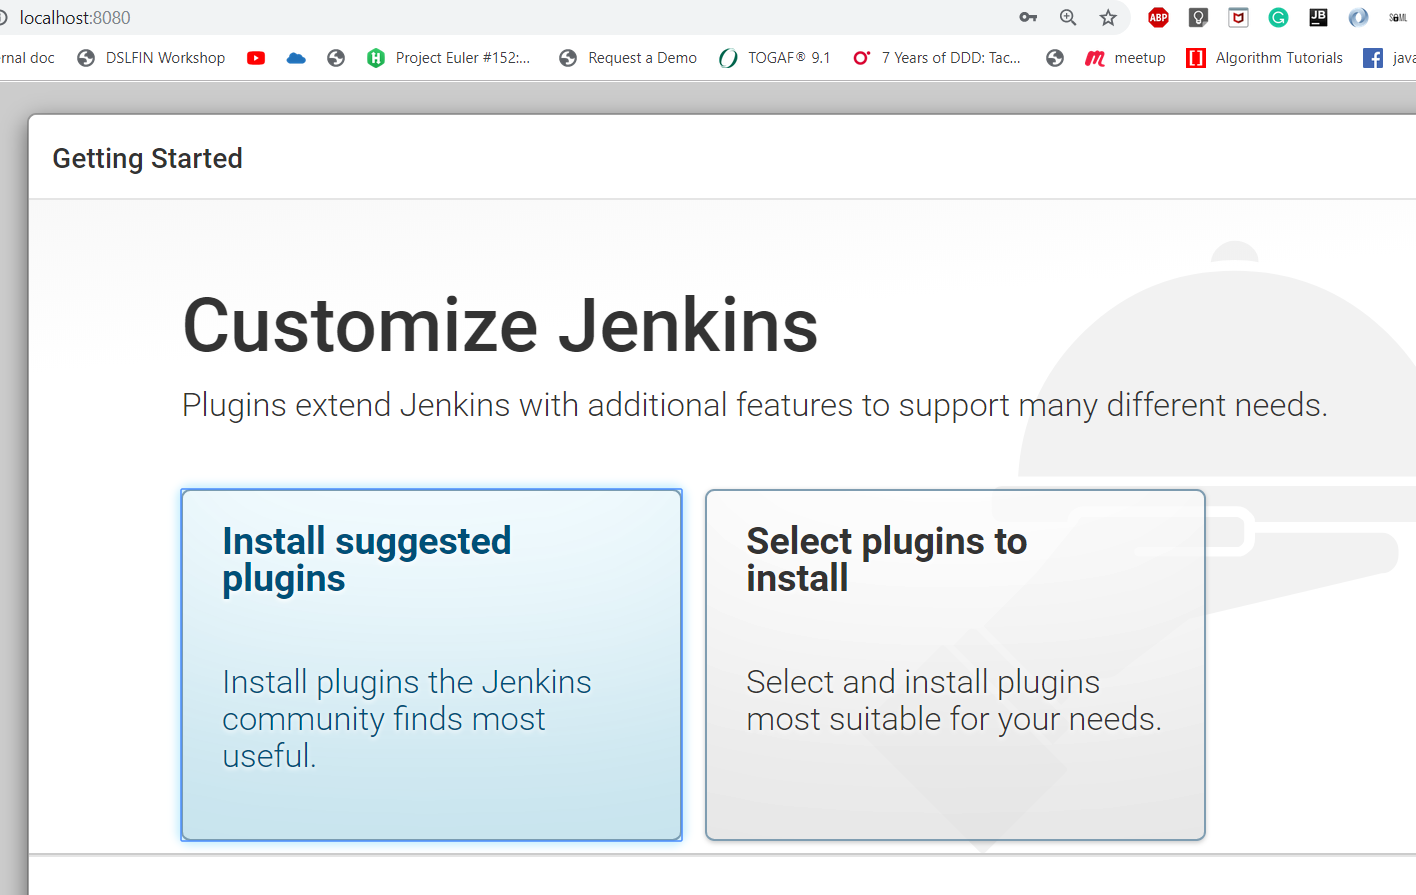 localhost:8080
ABP
JB
SAML
rnal doc DSLFIN Workshop H Project Euler #152:... Request a Demo TOGAF® 9.1 7 Years of DDD: Tac... m meetup [] Algorithm Tutorials f java
Getting Started
Customize Jenkins
Plugins extend Jenkins with additional features to support many different needs.
Install suggested
plugins
Install plugins the Jenkins
community finds most
useful.
Select plugins to
install
Select and install plugins
most suitable for your needs.